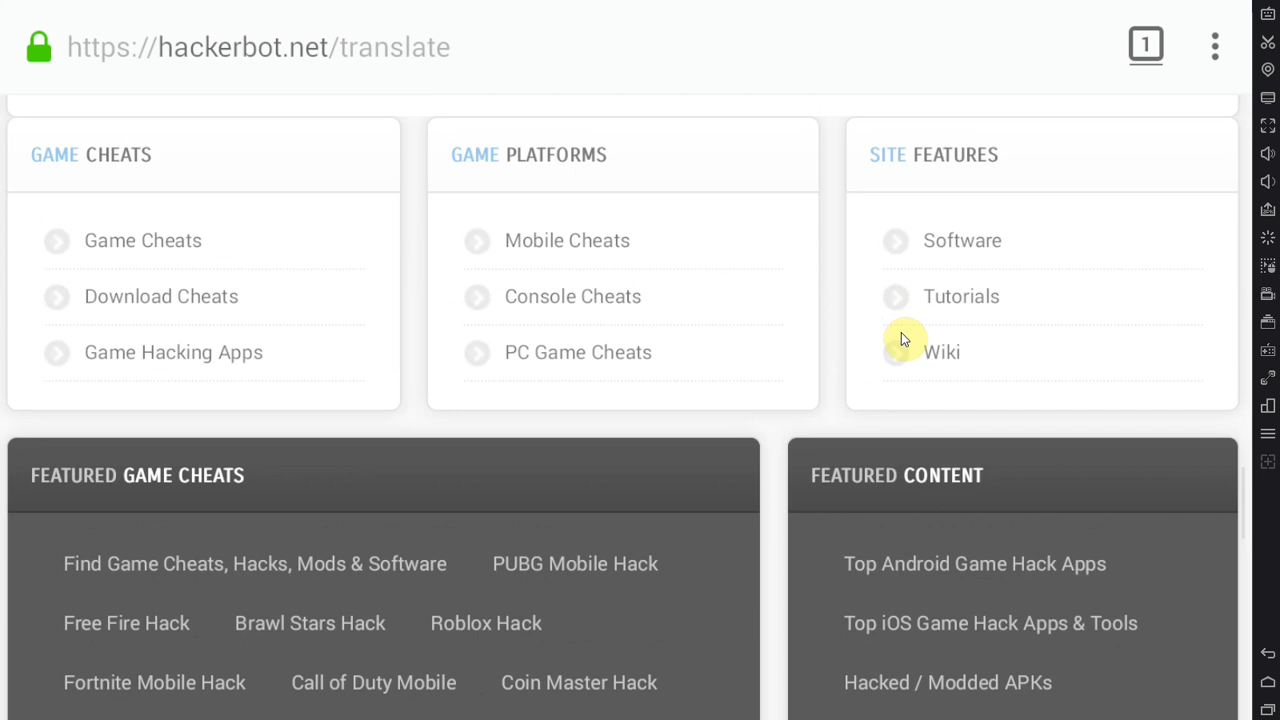 https://hackerbot.net/translate
1
GAME CHEATS
Game Cheats
Download Cheats
Game Hacking Apps
GAME PLATFORMS
Mobile Cheats
Console Cheats
PC Game Cheats
SITE FEATURES
Software
Tutorials
Wiki
FEATURED GAME CHEATS
Find Game Cheats, Hacks, Mods & Software PUBG Mobile Hack
Free Fire Hack Brawl Stars Hack Roblox Hack
Fortnite Mobile Hack Call of Duty Mobile Coin Master Hack
FEATURED CONTENT
Top Android Game Hack Apps
Top iOS Game Hack Apps & Tools
Hacked / Modded APKs